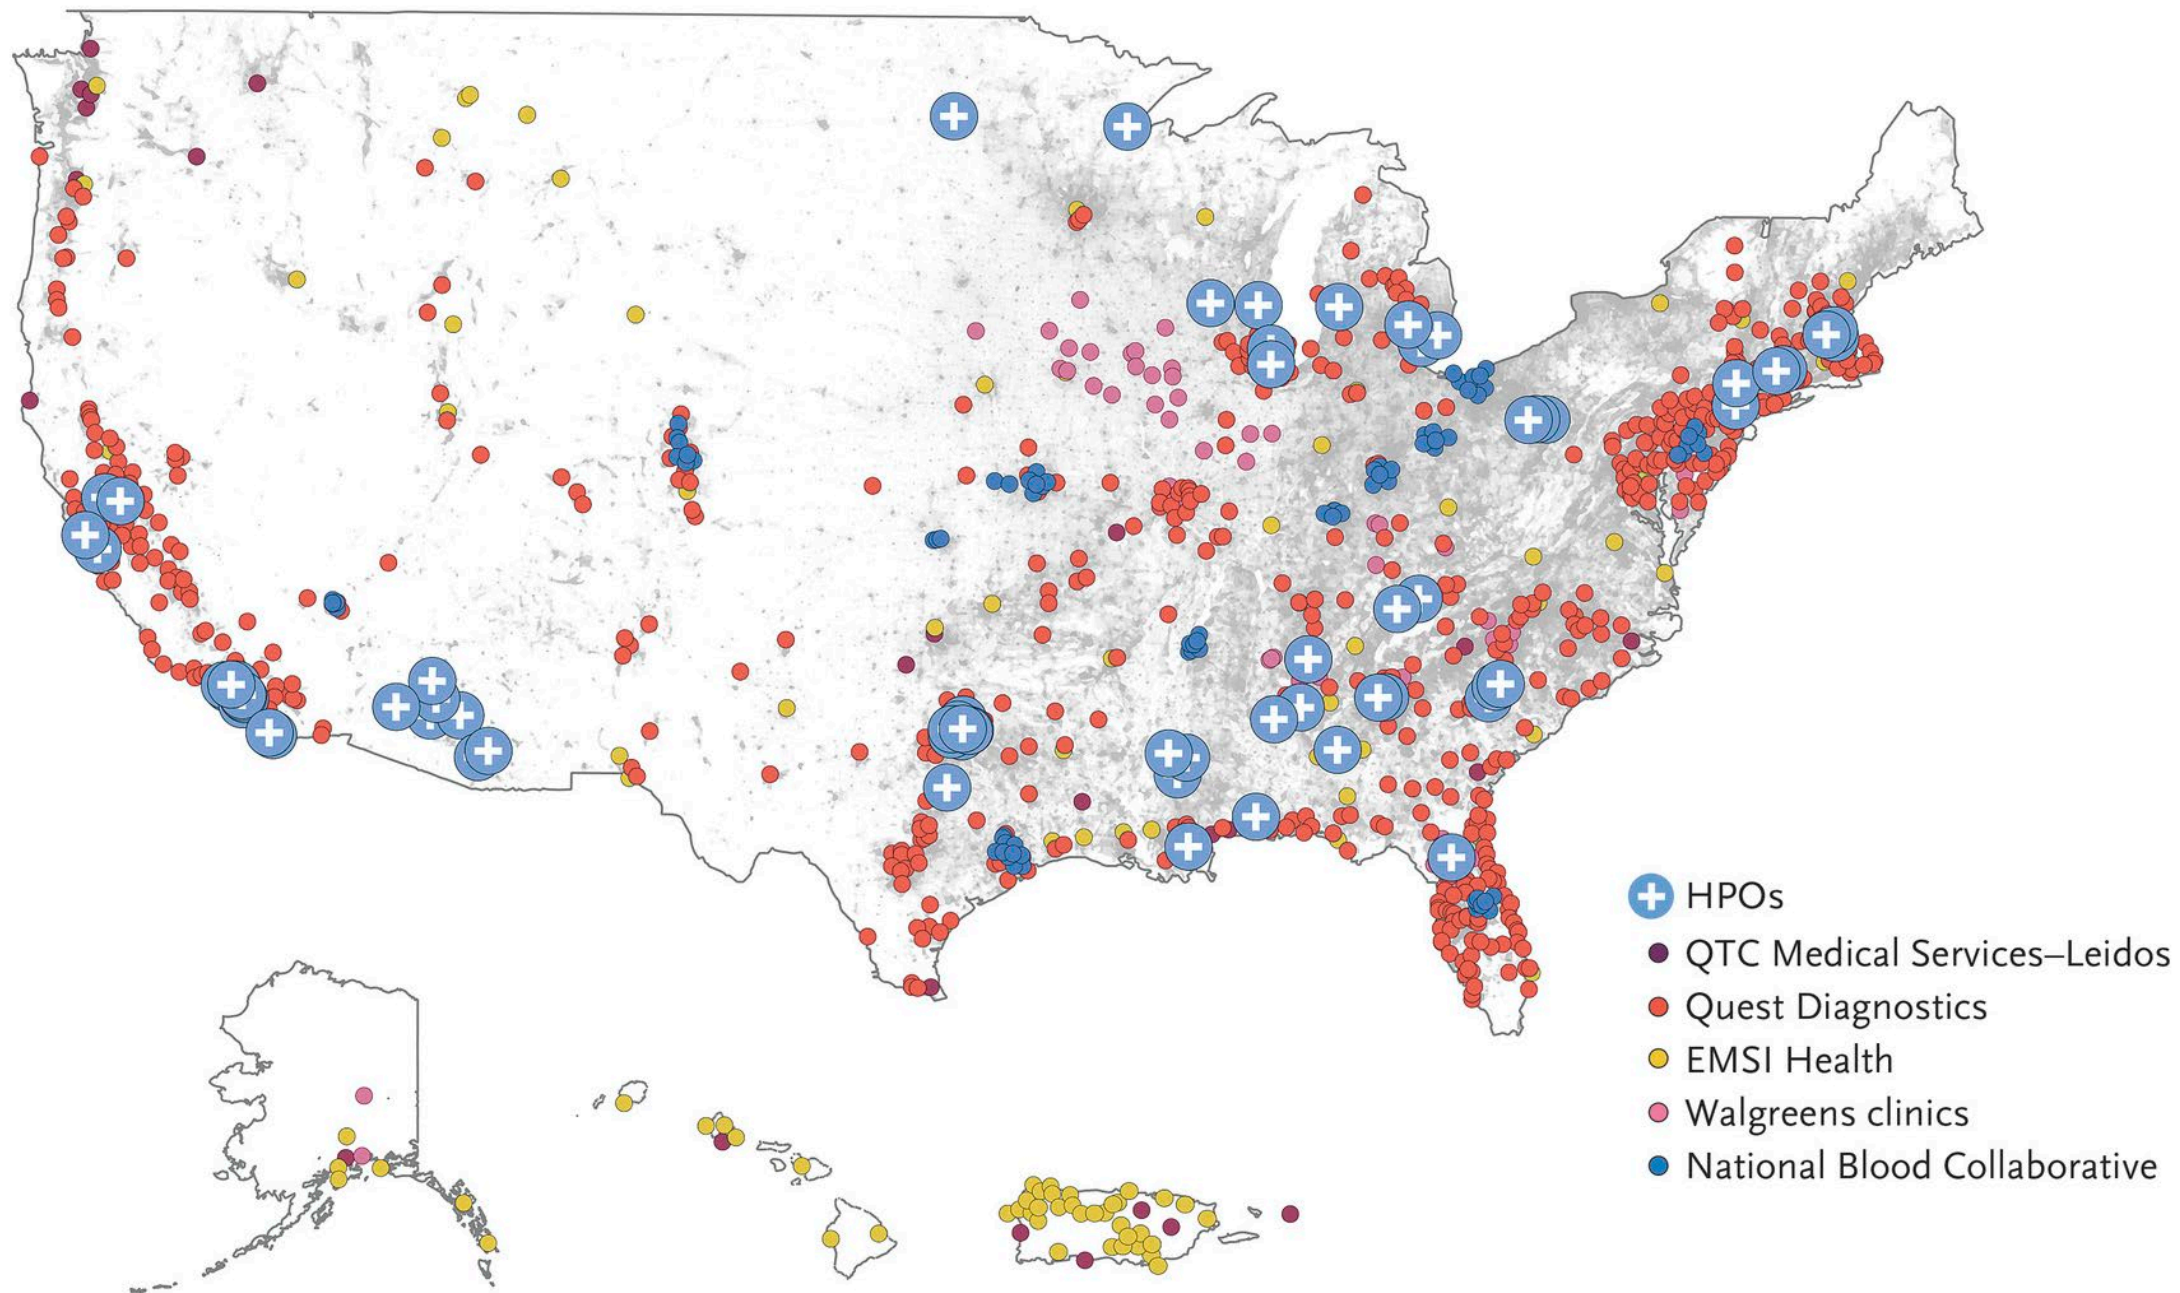 HPOs
QTC Medical Services–Leidos
Quest Diagnostics
EMSI Health
Walgreens clinics
National Blood Collaborative